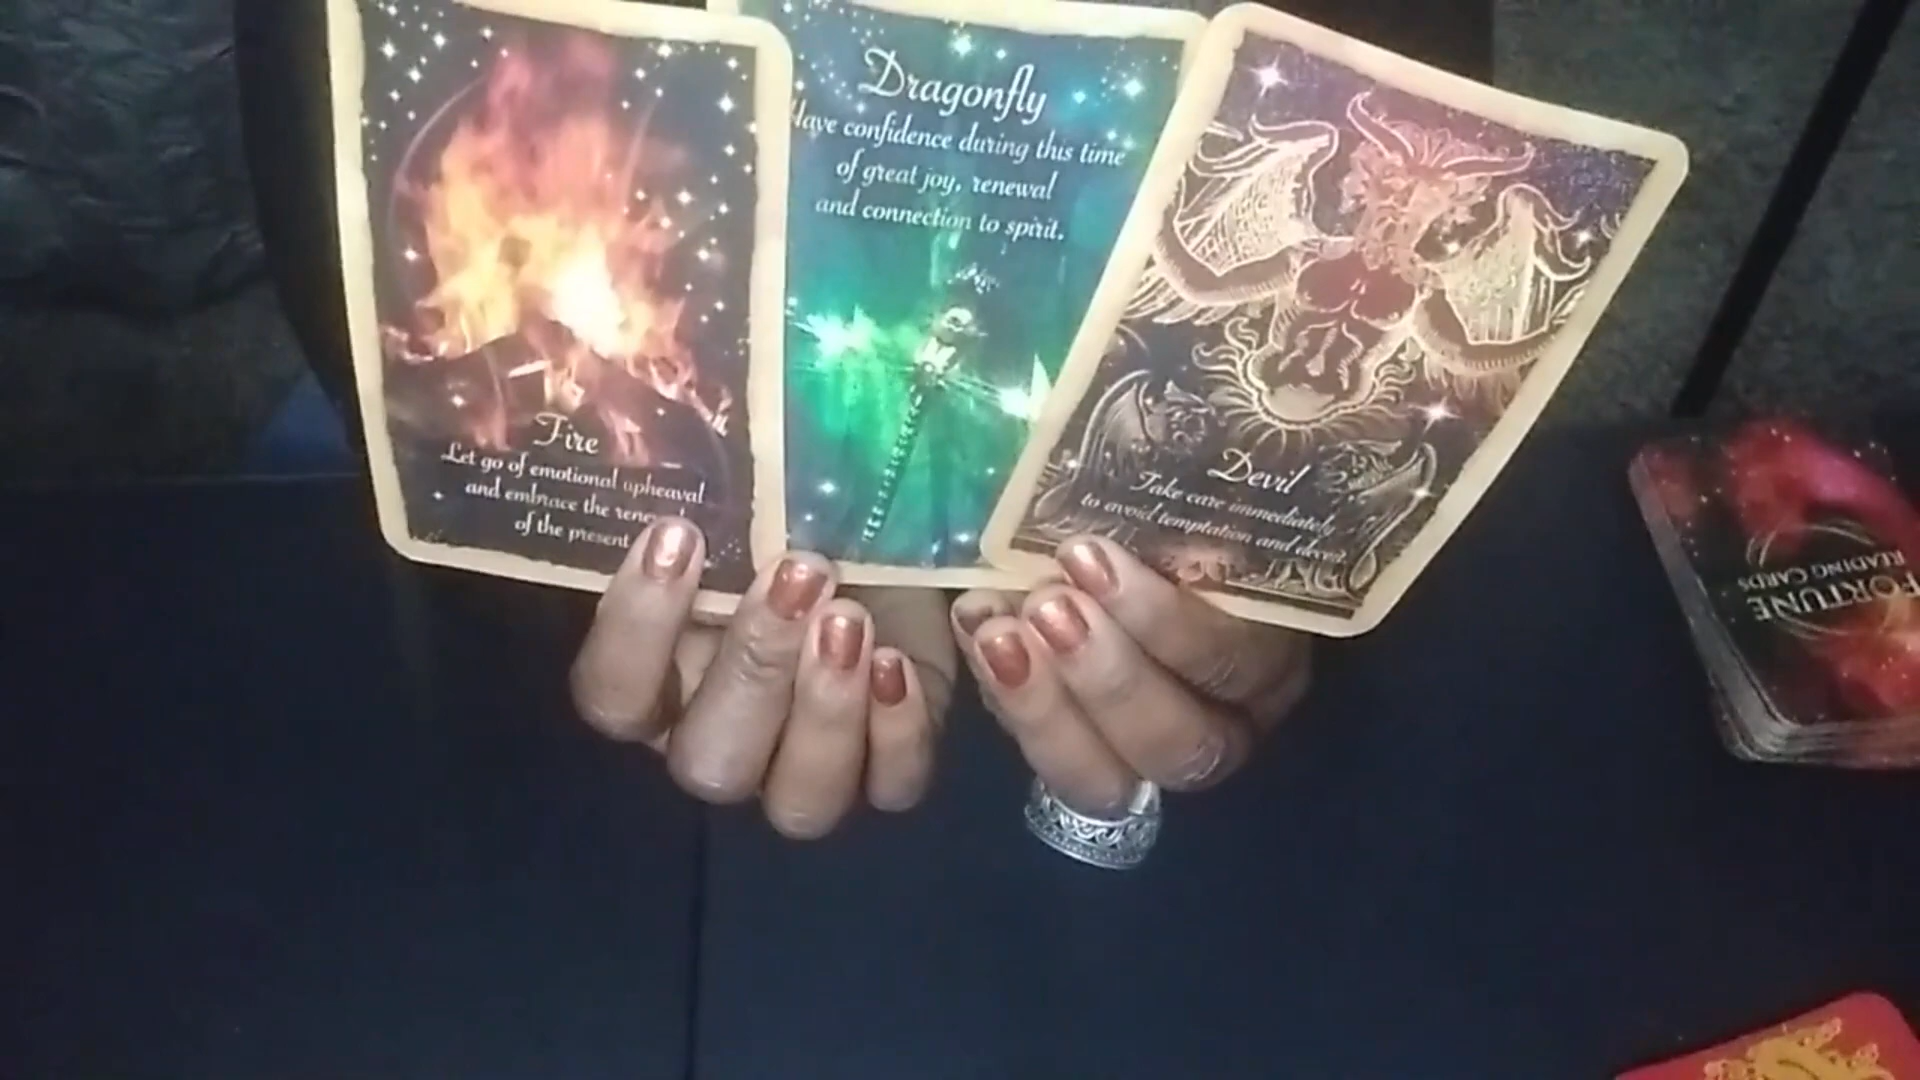 Fire
Let go of emotional upheaval
and embrace the
of the present
Dragonfly
Have confidence during this time
of great joy, renewal
and connection to spirit.
Devil
Take care immediately
to avoid temptation and deceit
FORTUNE
READING CARDS